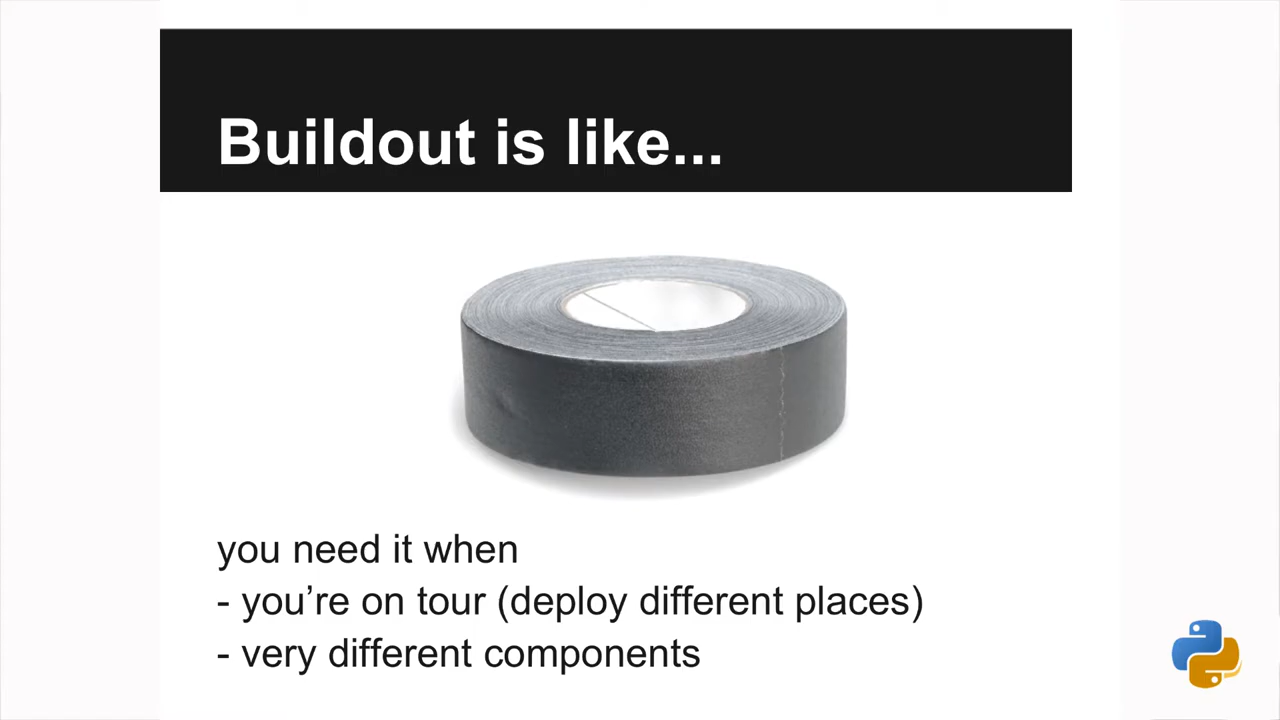 Buildout is like...
you need it when
- you’re on tour (deploy different places)
- very different components